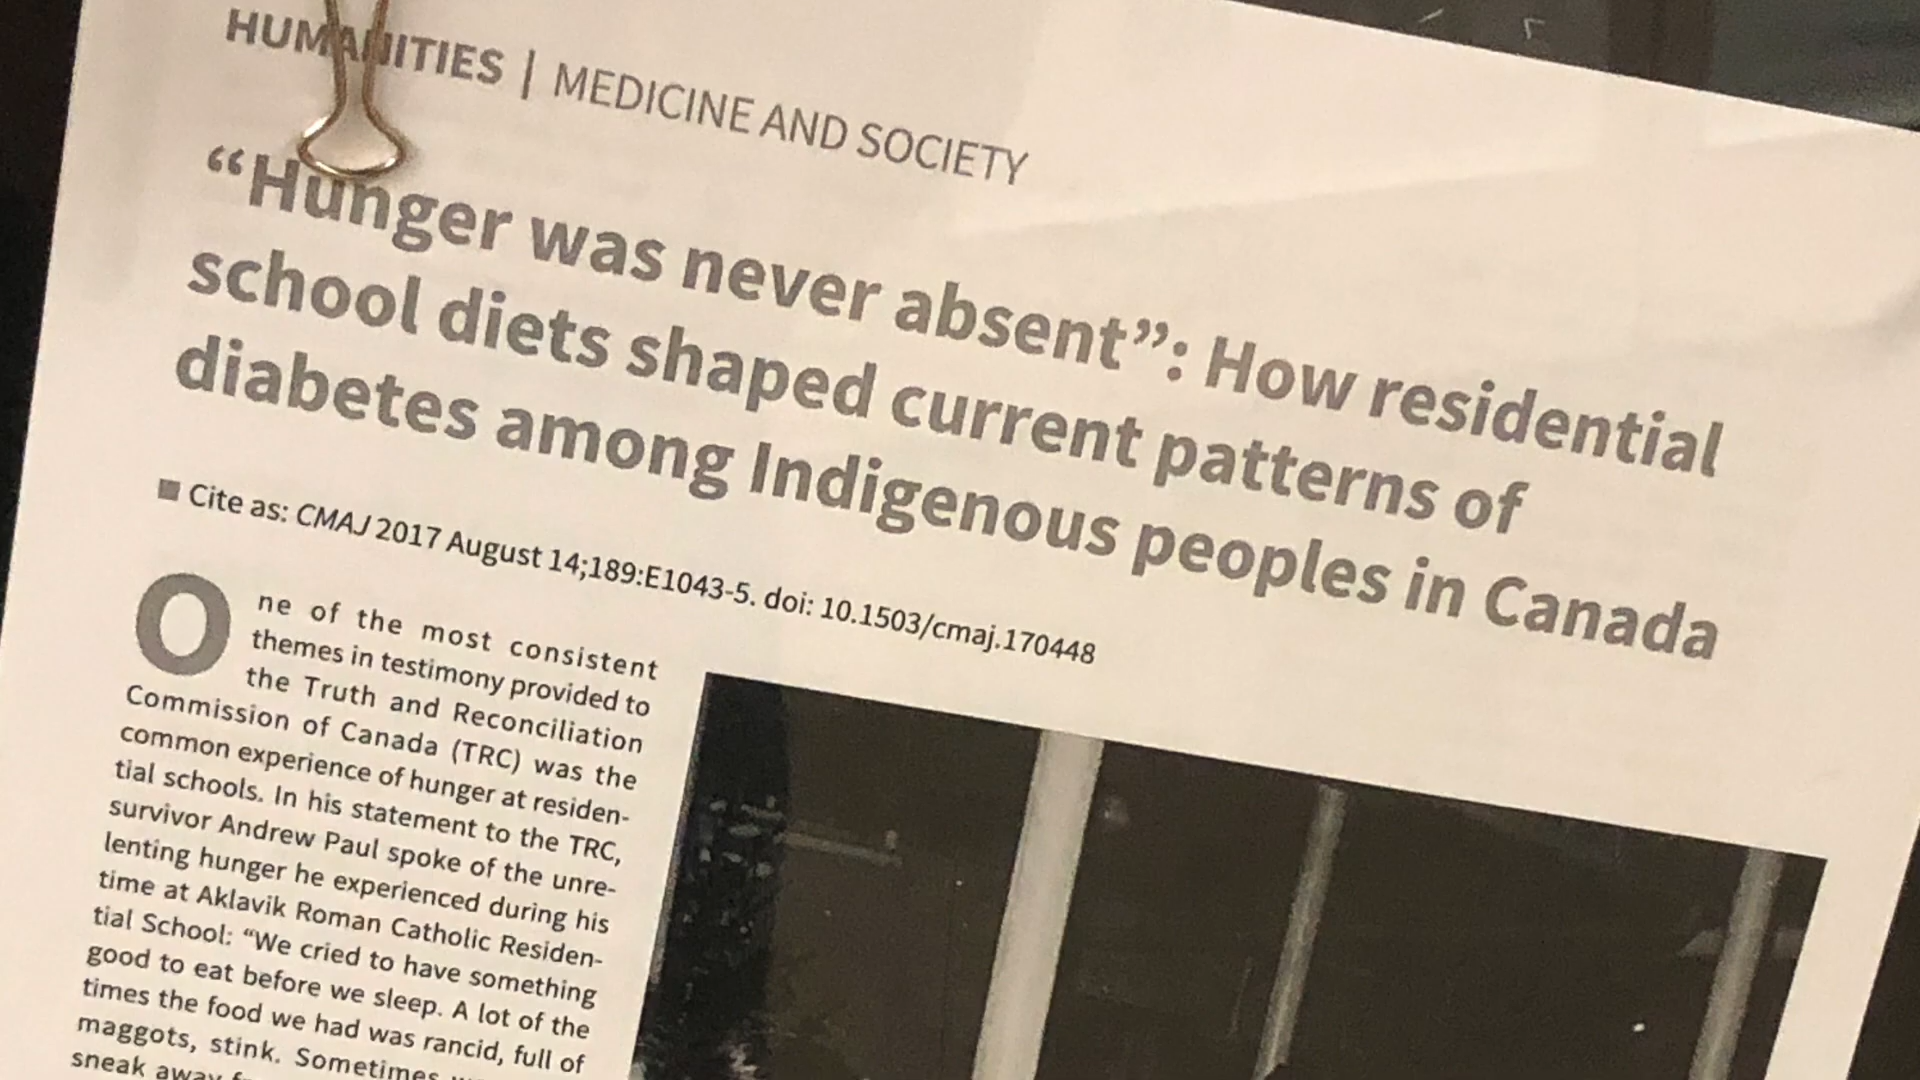 HUMANITIES | MEDICINE AND SOCIETY
“Hunger was never absent”: How residential
school diets shaped current patterns of
diabetes among Indigenous peoples in Canada
■ Cite as: CMAJ 2017 August 14;189:E1043-5. doi: 10.1503/cmaj.170448
One of the most consistent
themes in testimony provided to
the Truth and Reconciliation
Commission of Canada (TRC) was the
common experience of hunger at residen-
tial schools. In his statement to the TRC,
survivor Andrew Paul spoke of the unre-
lenting hunger he experienced during his
time at Aklavik Roman Catholic Residen-
tial School: “We cried to have something
good to eat before we sleep. A lot of the
times the food we had was rancid, full of
maggots, stink. Sometimes
sneak away